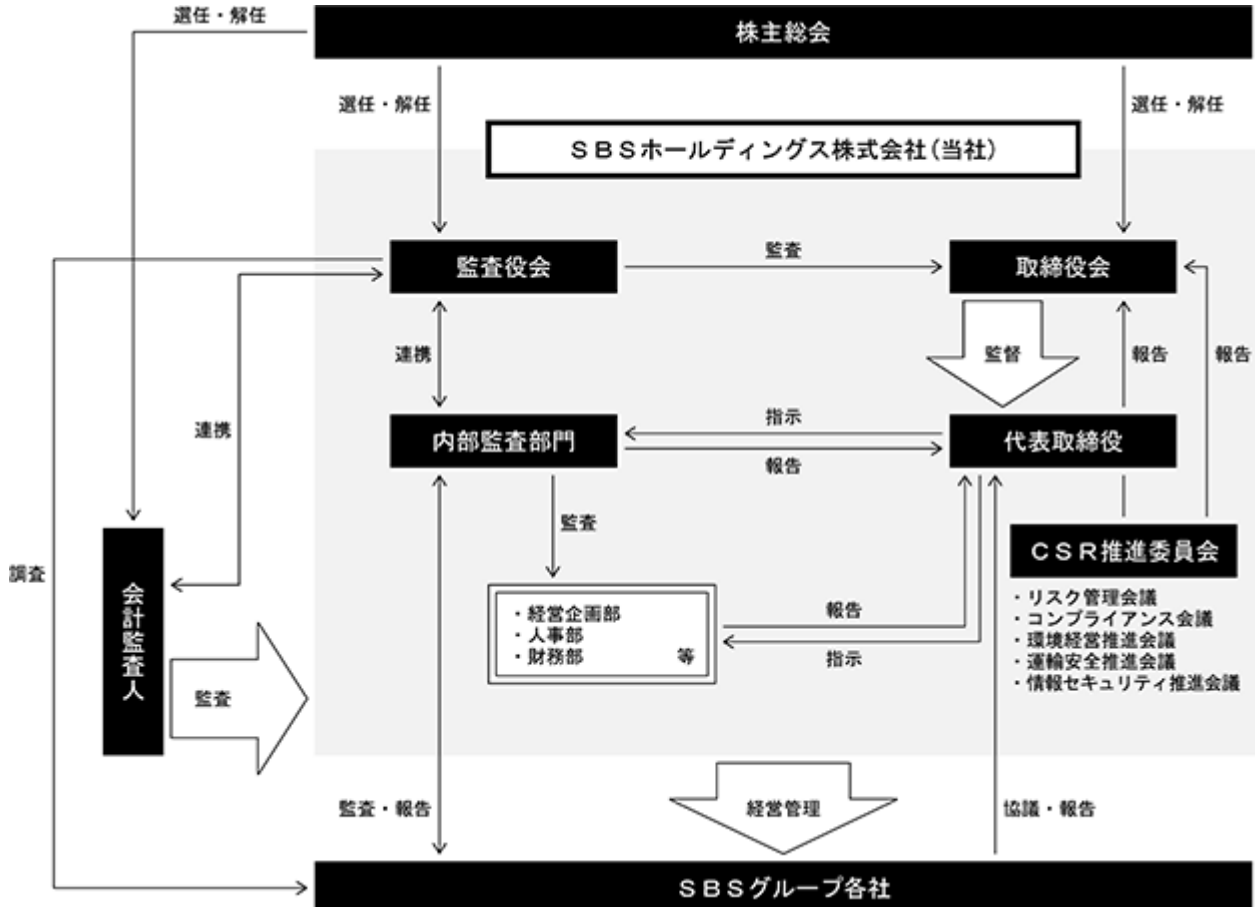 選任・解任
株主総会
選任・解任
選任・解任
SBSホールディングス株式会社(当社)
監査役会
監査
取締役会
連携
監督
報告
報告
連携
指示
内部監査部門
代表取締役
報告
監査
CSR推進委員会
調査
会計監査人
・経営企画部
・人事部
・財務部 等
報告
指示
・リスク管理会議
・コンプライアンス会議
・環境経営推進会議
・運輸安全推進会議
・情報セキュリティ推進会議
監査
監査・報告
経営管理
協議・報告
SBSグループ各社